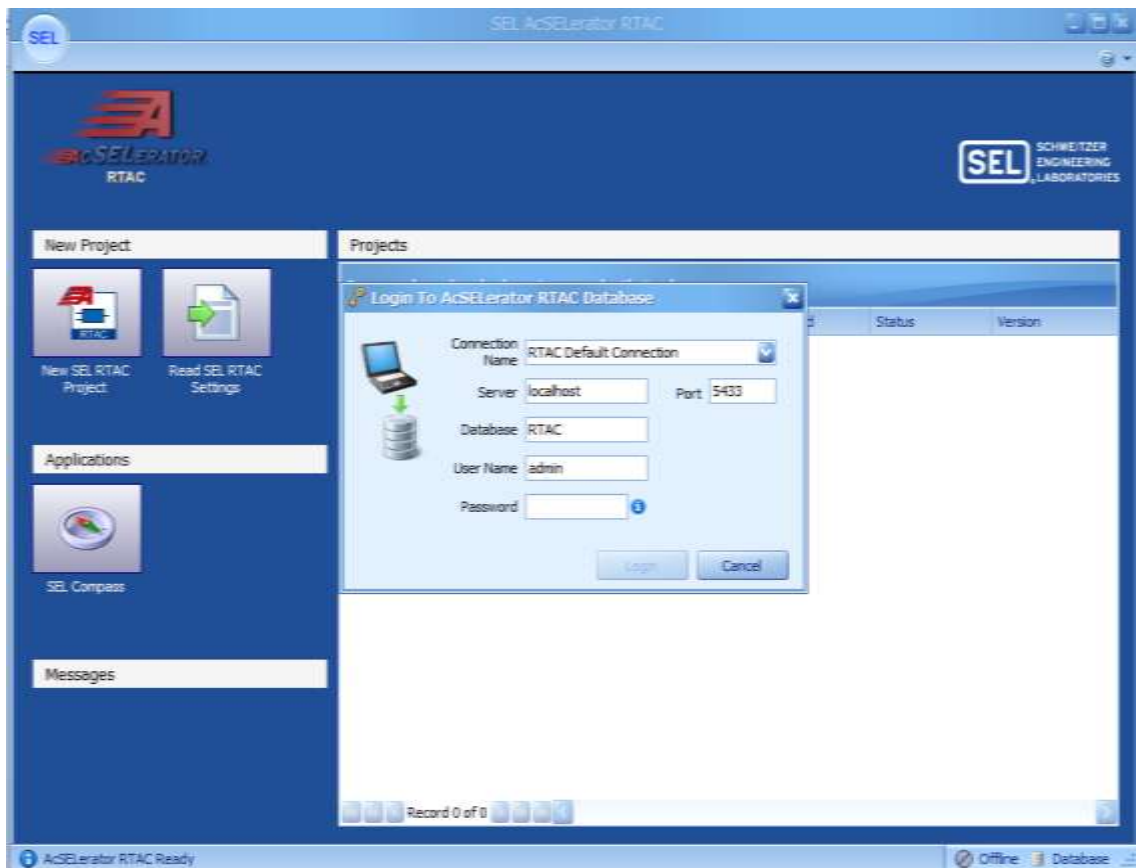 SEL
SEL AcSELerator RTAC
ACSELERATOR
RTAC
SEL
SCHWEITZER
ENGINEERING
LABORATORIES
New Project
Projects
RTAC
New SEL RTAC
Project
Read SEL RTAC
Settings
Login To AcSELerator RTAC Database
Status
Version
Connection
Name
RTAC Default Connection
Server
localhost
Port
5433
Database
RTAC
User Name
admin
Password
Login
Cancel
Applications
SEL Compass
Messages
Record 0 of 0
AcSELerator RTAC Ready
Offline
Database